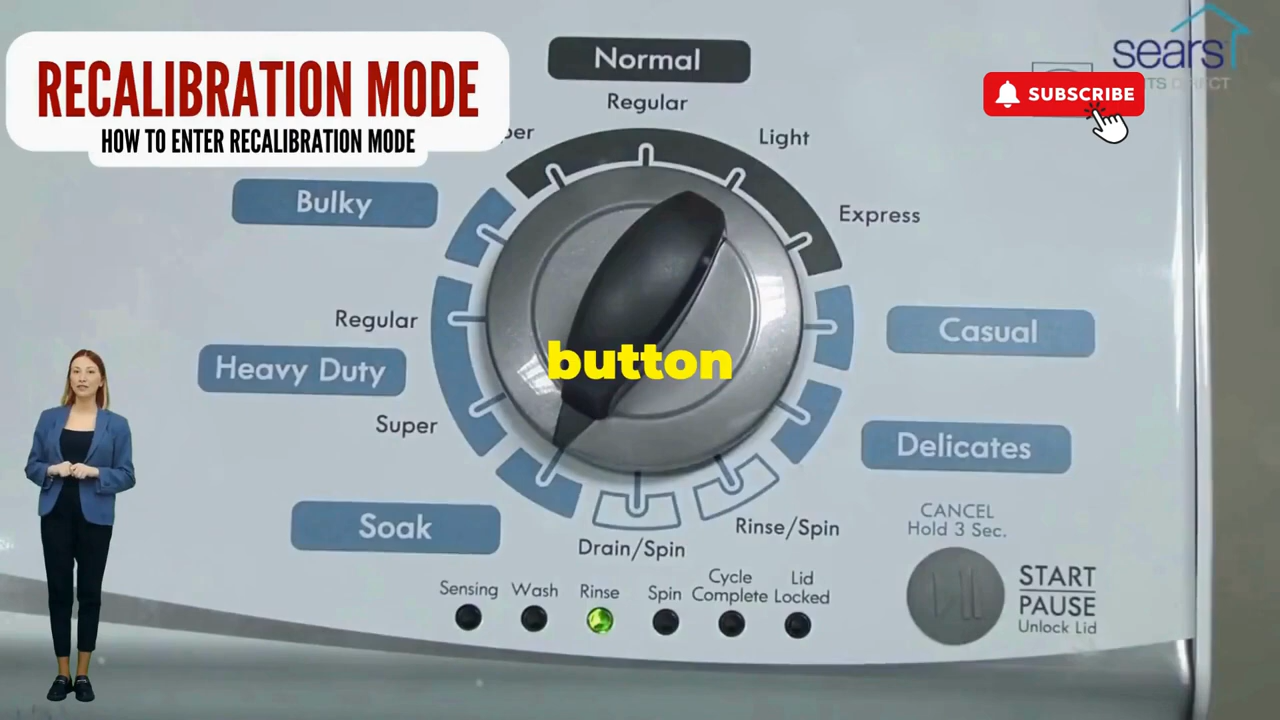 sears
RECALIBRATION MODE
HOW TO ENTER RECALIBRATION MODE
SUBSCRIBE
DIRECT
Normal
Regular
Light
Bulky
Express
Regular
Casual
Heavy Duty
button
Super
Delicates
Soak
Rinse/Spin
Drain/Spin
CANCEL
Hold 3 Sec.
Sensing
Wash
Rinse
Spin
Cycle
Complete
Lid
Locked
START
PAUSE
Unlock Lid